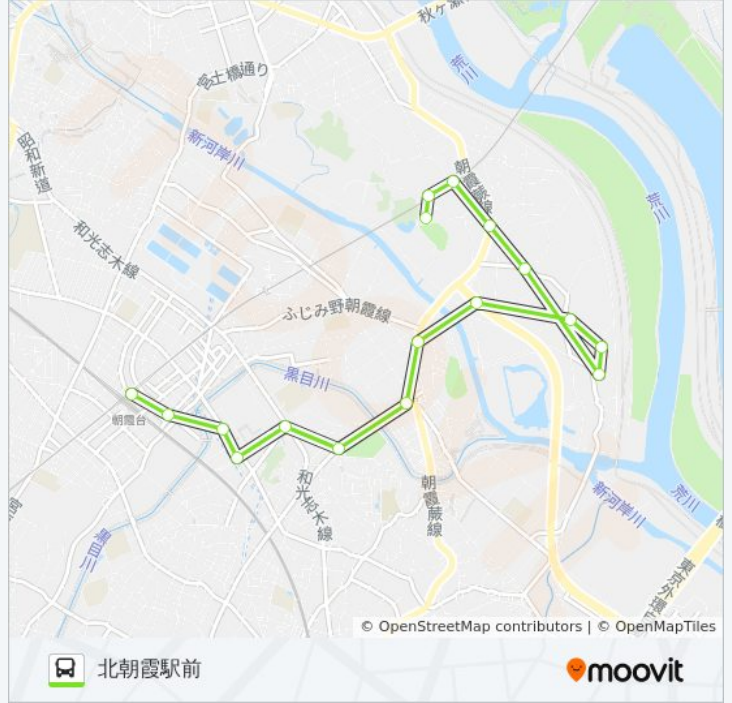 秋ヶ瀬
荒川
宮土橋通り
昭和新道
新河岸川
朝霞蕨線
荒川
和光志木線
ふじみ野朝霞線
黒目川
朝霞台
和光志木線
朝霞蕨線
新河岸川
荒川
黒目川
東京外環
© OpenStreetMap contributors | © OpenMapTiles
北朝霞駅前
moovit